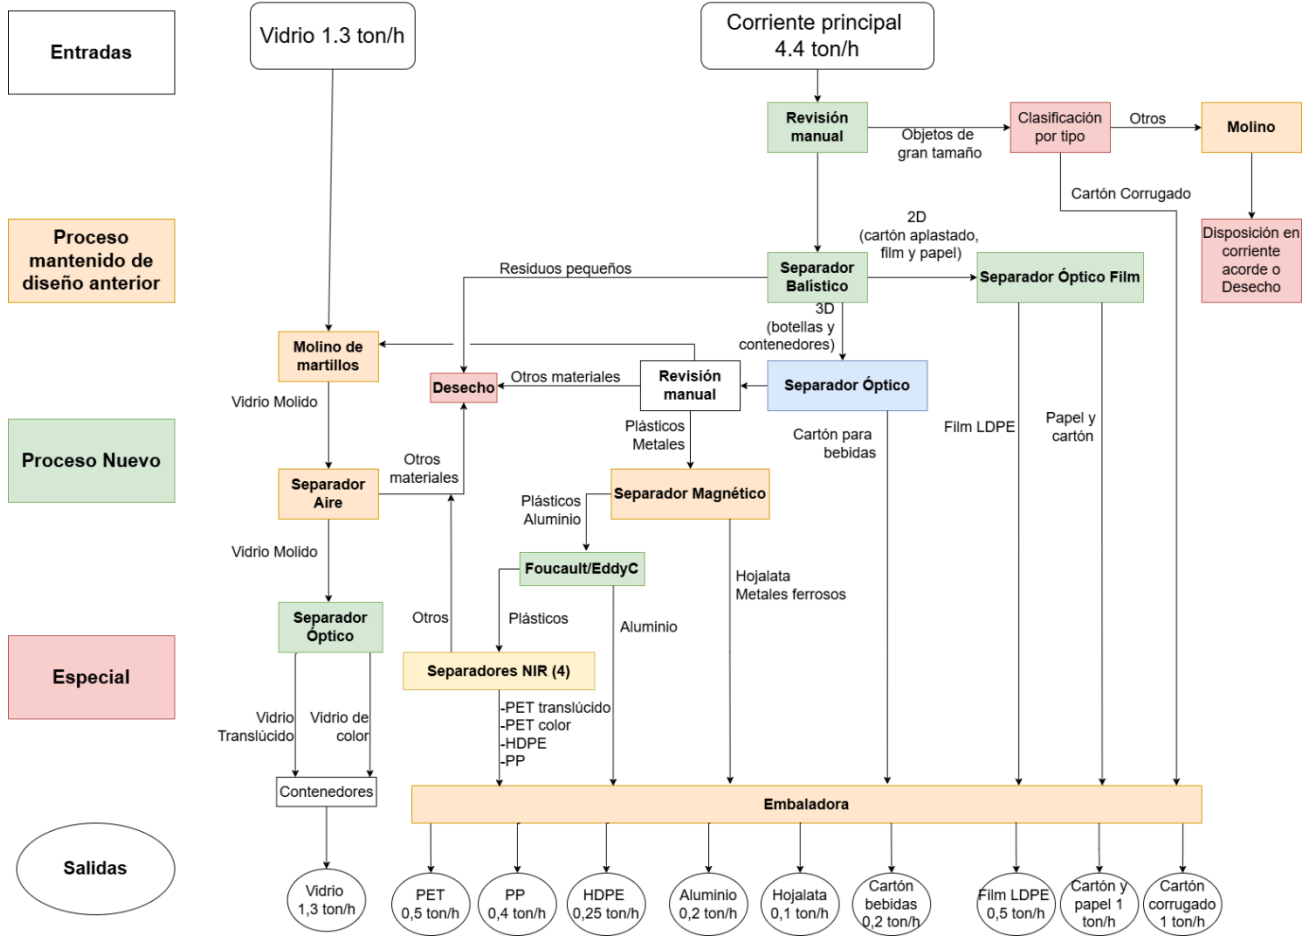 Entradas
Vidrio 1.3 ton/h
Corriente principal
4.4 ton/h
Revisión
manual
Objetos de
gran tamaño
Clasificación
por tipo
Otros
Molino
Cartón Corrugado
Proceso
mantenido de
diseño anterior
2D
(cartón aplastado,
film y papel)
Disposición en
corriente
acorde o
Desecho
Residuos pequeños
Separador
Balístico
Separador Óptico Film
3D
(botellas y
contenedores)
Molino de
martillos
Desecho
Otros materiales
Revisión
manual
Separador Óptico
Vidrio Molido
Proceso Nuevo
Plásticos
Metales
Cartón para
bebidas
Film LDPE
Papel y
cartón
Otros
materiales
Separador
Aire
Separador Magnético
Plásticos
Aluminio
Vidrio Molido
Foucault/EddyC
Hojalata
Metales ferrosos
Separador
Óptico
Otros
Plásticos
Aluminio
Especial
Separadores NIR (4)
Vidrio
Translúcido
Vidrio de
color
-PET translúcido
-PET color
-HDPE
-PP
Contenedores
Embaladora
Salidas
Vidrio
1,3 ton/h
PET
0,5 ton/h
PP
0,4 ton/h
HDPE
0,25 ton/h
Aluminio
0,2 ton/h
Hojalata
0,1 ton/h
Cartón
bebidas
0,2 ton/h
Film LDPE
0,5 ton/h
Cartón y
papel 1
ton/h
Cartón
corrugado
1 ton/h